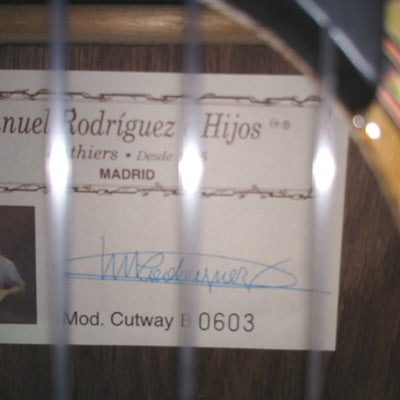 nuel Rodríguez & Hijos
thiers • Desde
MADRID
Mod. Cutway B 0603